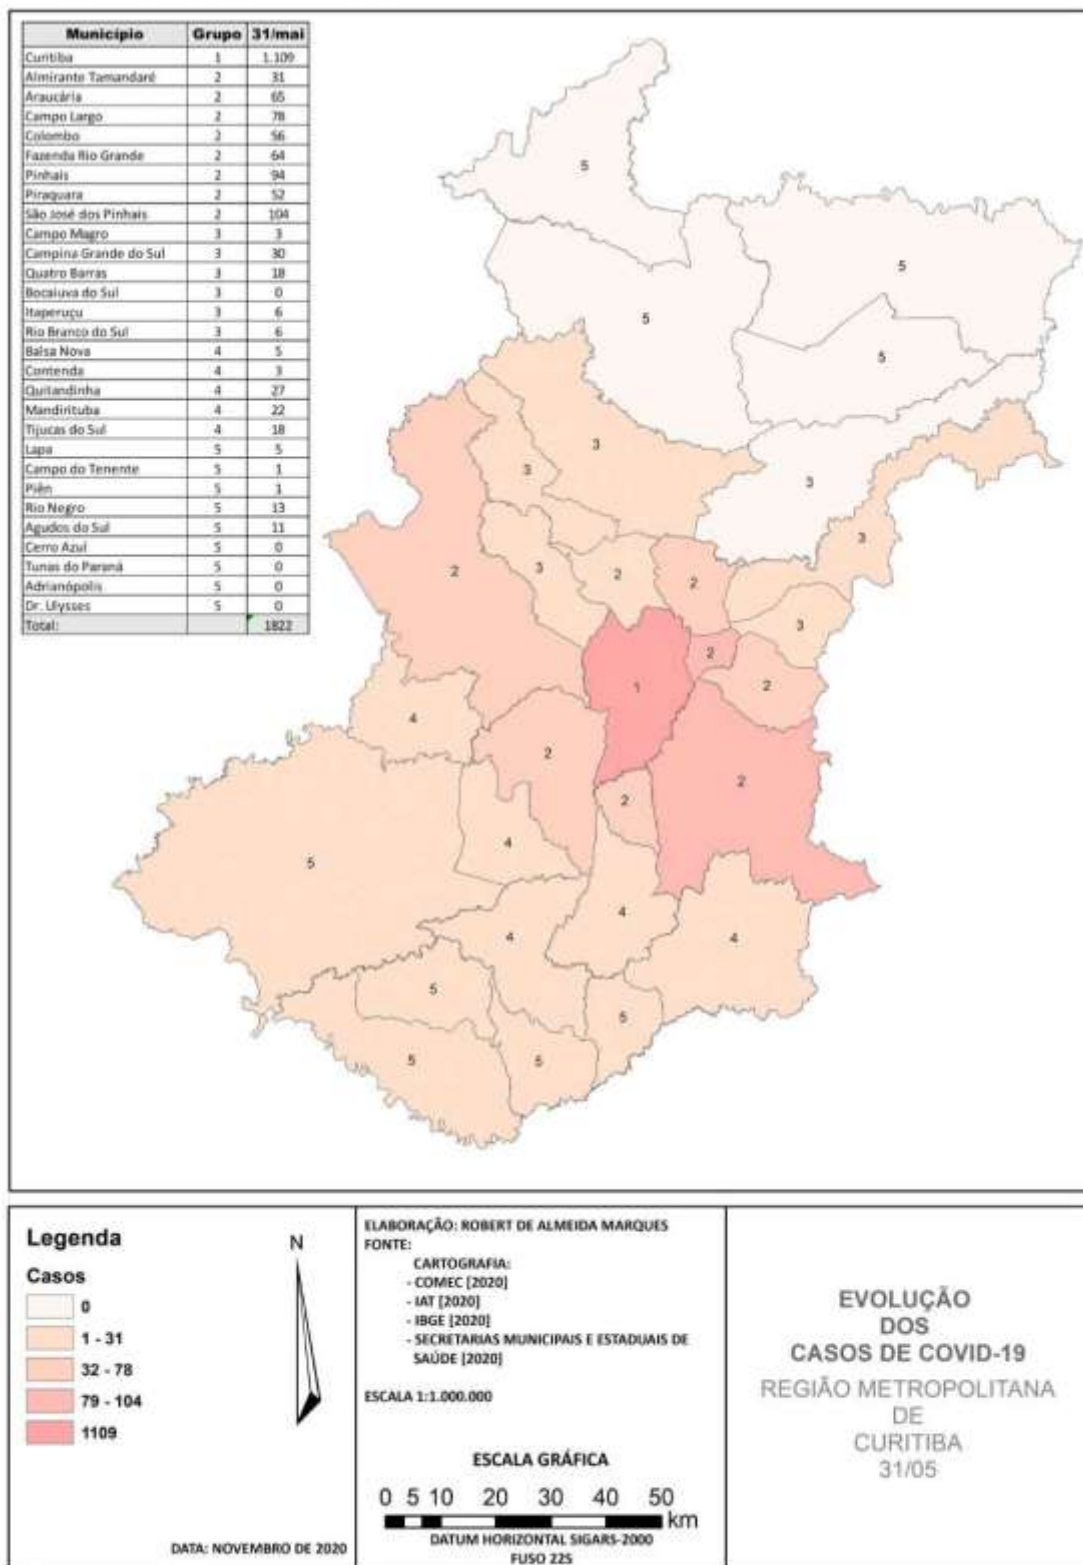 Município Grupo 31/mai
Curitiba 1 1.109
Almirante Tamandaré 2 31
Araucária 2 65
Campo Largo 2 78
Colombo 2 56
Fazenda Rio Grande 2 64
Pinhais 2 94
Piraquara 2 52
São José dos Pinhais 2 104
Campo Magro 3 3
Campina Grande do Sul 3 30
Quatro Barras 3 18
Bocaiuva do Sul 3 0
Itaperuçu 3 6
Rio Branco do Sul 3 6
Balsa Nova 4 5
Contenda 4 3
Quitandinha 4 27
Mandirituba 4 22
Tijucas do Sul 4 18
Lapa 5 5
Campo do Tenente 5 1
Piên 5 1
Rio Negro 5 13
Agudos do Sul 5 11
Cerro Azul 5 0
Tunas do Paraná 5 0
Adrianópolis 5 0
Dr. Ulysses 5 0
Total: 1822
5
5
5
5
3
3
3
3
3
2
2
2
3
2
1
2
4
2
2
2
4
5
4
4
4
5
5
5
5
Legenda
Casos
0
1 - 31
32 - 78
79 - 104
1109
N
DATA: NOVEMBRO DE 2020
ELABORAÇÃO: ROBERT DE ALMEIDA MARQUES
FONTE:
CARTOGRAFIA:
- COMEC [2020]
- IAT [2020]
- IBGE [2020]
- SECRETARIAS MUNICIPAIS E ESTADUAIS DE
SAÚDE [2020]
ESCALA 1:1.000.000
ESCALA GRÁFICA
0 5 10 20 30 40 50
km
DATUM HORIZONTAL SIGARS-2000
FUSO 22S
EVOLUÇÃO
DOS
CASOS DE COVID-19
REGIÃO METROPOLITANA
DE
CURITIBA
31/05